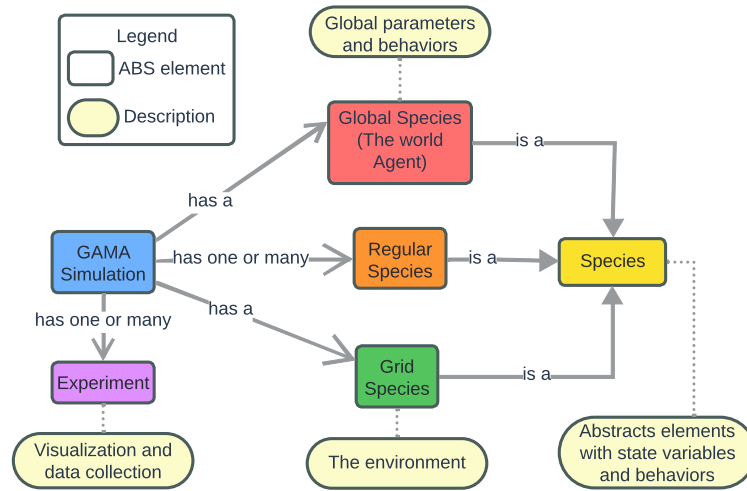 Legend
ABS element
Description
Global parameters
and behaviors
Global Species
(The world
Agent)
is a
has a
GAMA
Simulation
has one or many
Regular
Species
is a
Species
has a
has one or many
Experiment
Grid
Species
is a
Visualization and
data collection
The environment
Abstracts elements
with state variables
and behaviors